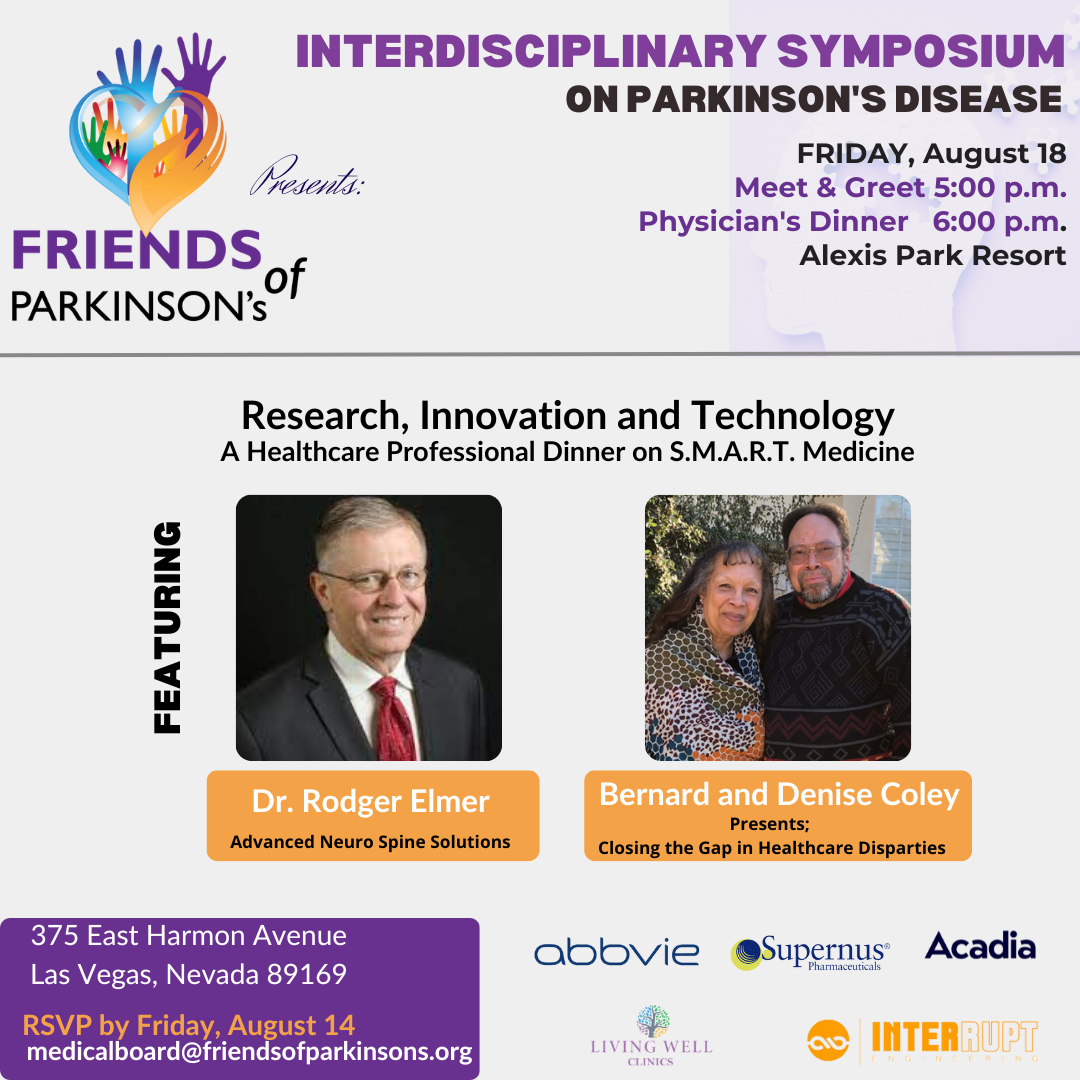 INTERDISCIPLINARY SYMPOSIUM
ON PARKINSON'S DISEASE
FRIDAY, August 18
Meet & Greet 5:00 p.m.
Physician's Dinner 6:00 p.m.
Alexis Park Resort
Presents:
FRIENDS
of
PARKINSON's
Research, Innovation and Technology
A Healthcare Professional Dinner on S.M.A.R.T. Medicine
FEATURING
Dr. Rodger Elmer
Advanced Neuro Spine Solutions
Bernard and Denise Coley
Presents;
Closing the Gap in Healthcare Disparties
375 East Harmon Avenue
Las Vegas, Nevada 89169
RSVP by Friday, August 14
medicalboard@friendsofparkinsons.org
abbvie
Supernus®
Pharmaceuticals
Acadia
LIVING WELL
CLINICS
INTERRUPT
ENGINEERING